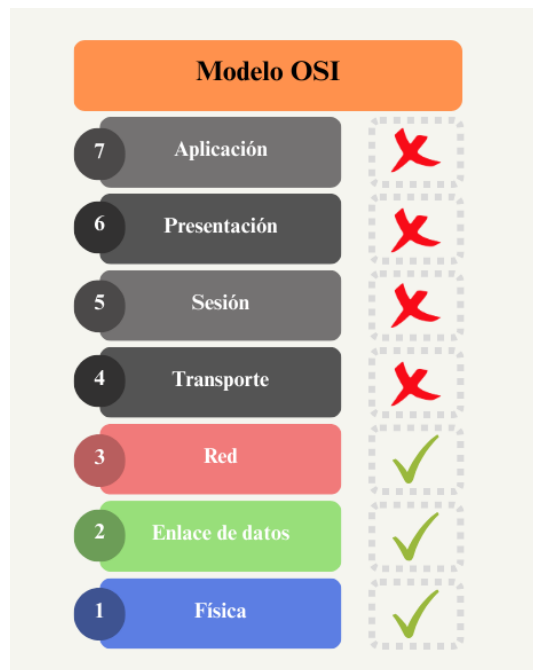 Modelo OSI
7 Aplicación
6 Presentación
5 Sesión
4 Transporte
3 Red
2 Enlace de datos
1 Física